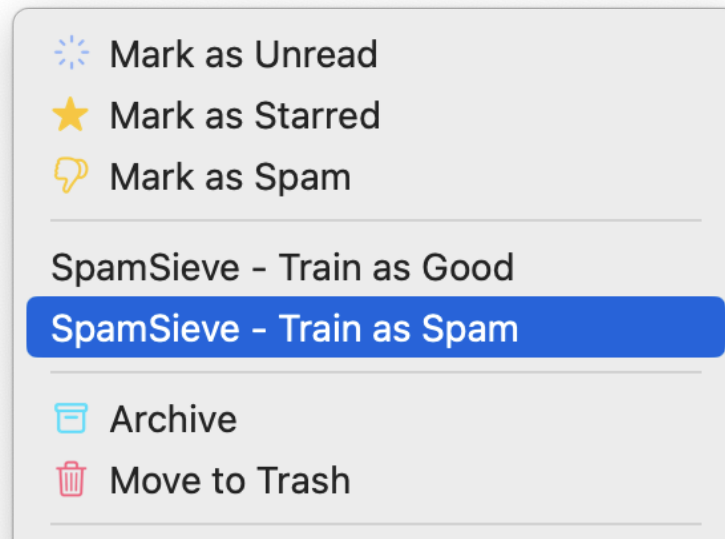 Mark as Unread
Mark as Starred
Mark as Spam
SpamSieve - Train as Good
SpamSieve - Train as Spam
Archive
Move to Trash